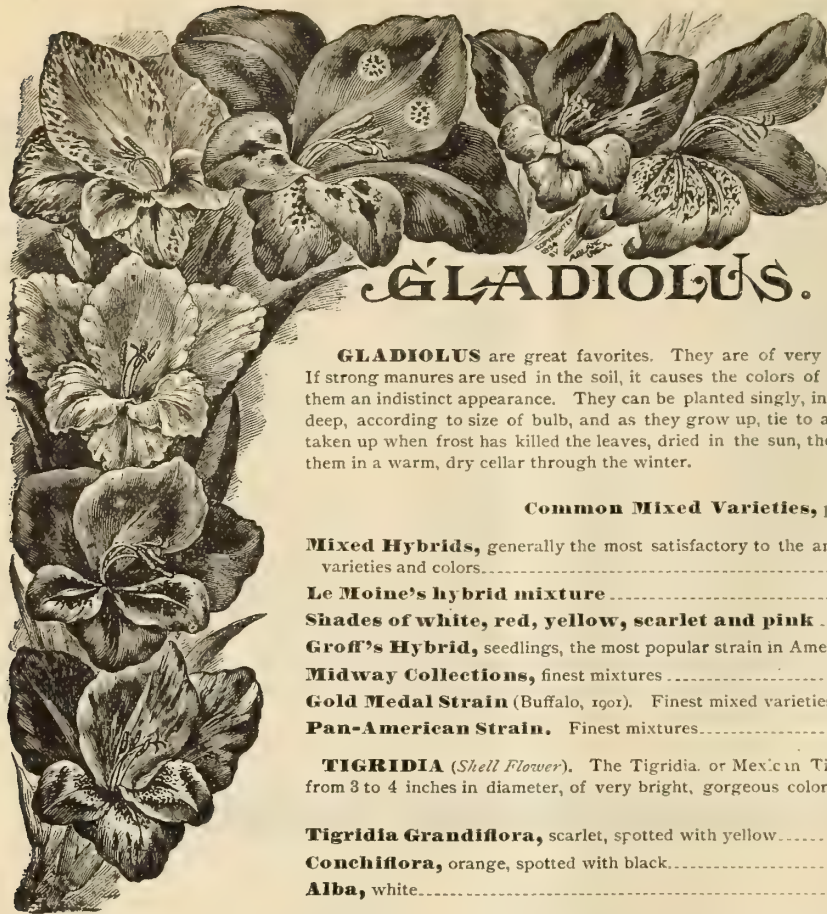 COPYRIGHTED
1894
BY
A. BLANC
GLADIOLUS.
GLADIOLUS are great favorites. They are of very
If strong manures are used in the soil, it causes the colors of
them an indistinct appearance. They can be planted singly, in
deep, according to size of bulb, and as they grow up, tie to a
taken up when frost has killed the leaves, dried in the sun, the
them in a warm, dry cellar through the winter.
Common Mixed Varieties, p
Mixed Hybrids, generally the most satisfactory to the am
varieties and colors
Le Moine's hybrid mixture
Shades of white, red, yellow, scarlet and pink
Groff's Hybrid, seedlings, the most popular strain in Ame
Midway Collections, finest mixtures
Gold Medal Strain (Buffalo, 1901). Finest mixed varieties
Pan-American Strain. Finest mixtures
TIGRIDIA (Shell Flower). The Tigridia. or Mexican Ti
from 3 to 4 inches in diameter, of very bright, gorgeous color
Tigridia Grandiflora, scarlet, spotted with yellow
Conchiflora, orange, spotted with black
Alba, white